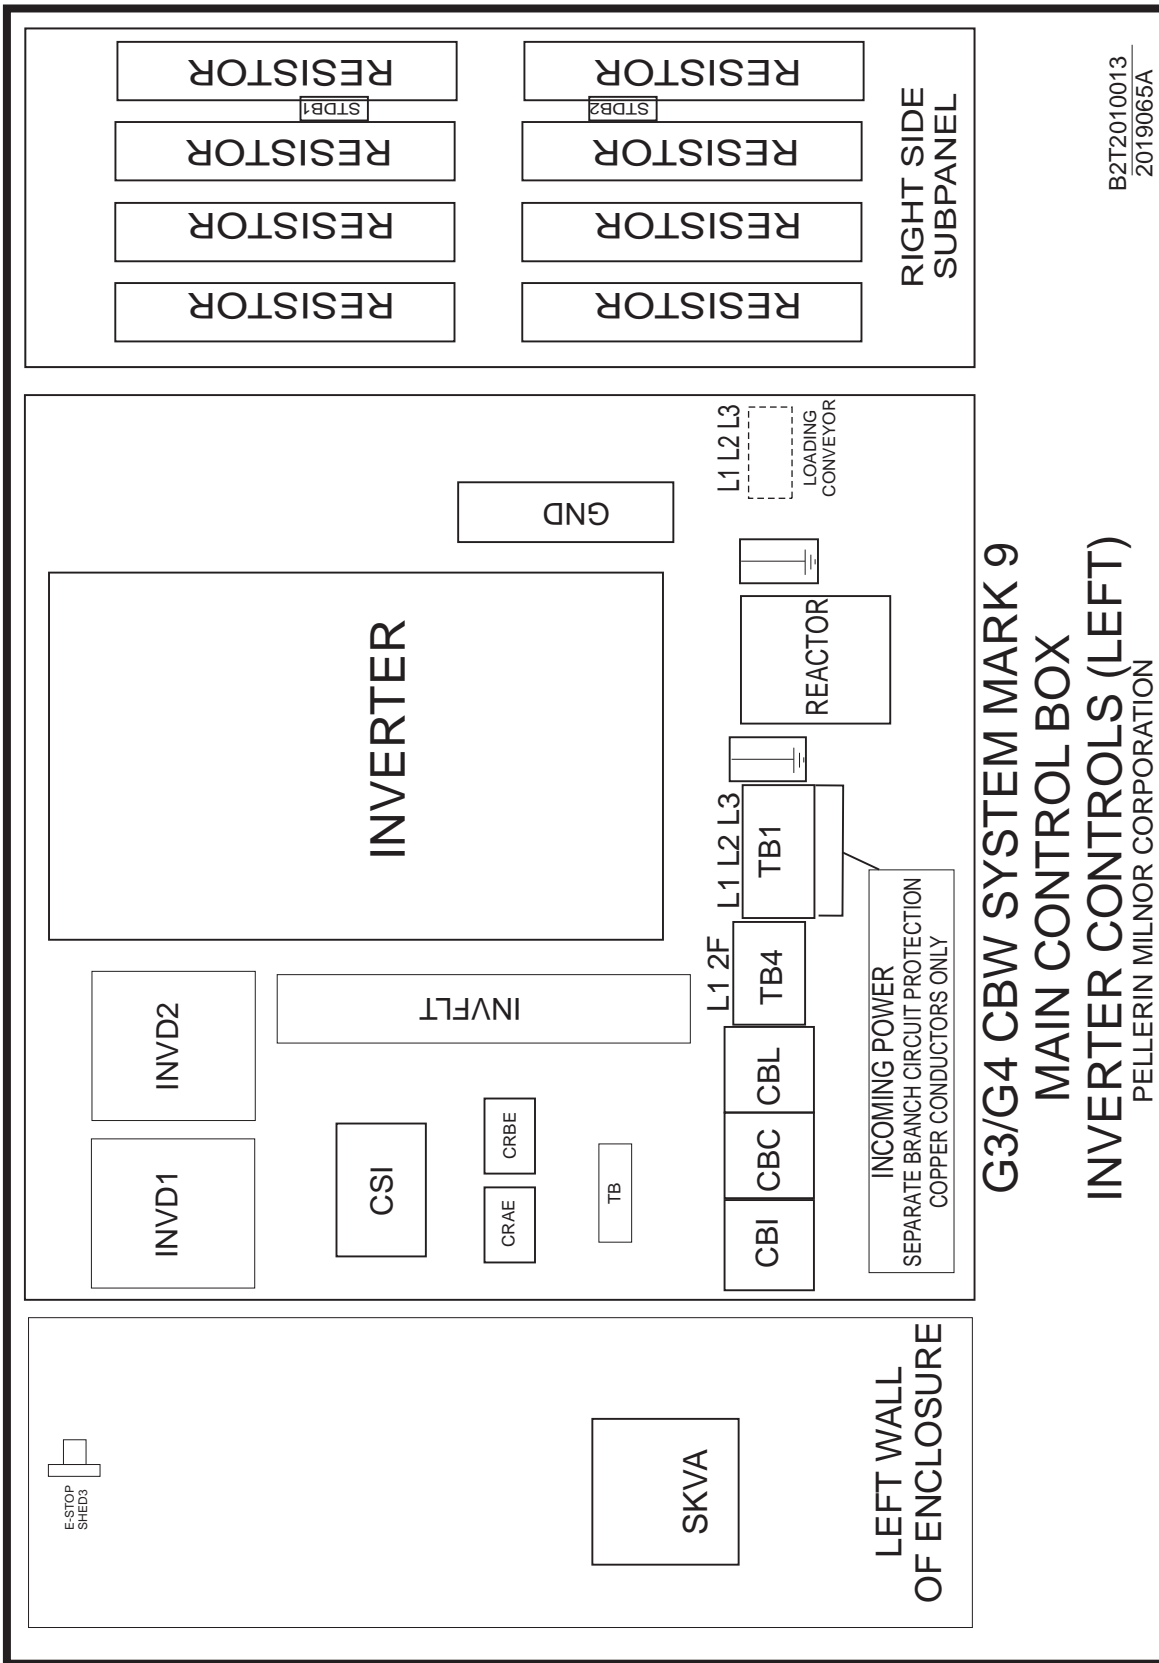 E-STOP
SHED3
SKVA
LEFT WALL
OF ENCLOSURE
INVD1
INVD2
CSI
CRAE
CRBE
TB
INVFLT
INVERTER
GND
CBI
CBC
CBL
L1 2F
TB4
L1 L2 L3
TB1
REACTOR
L1 L2 L3
LOADING
CONVEYOR
INCOMING POWER
SEPARATE BRANCH CIRCUIT PROTECTION
COPPER CONDUCTORS ONLY
RESISTOR
RESISTOR
RESISTOR
RESISTOR
STDB1
RESISTOR
RESISTOR
RESISTOR
RESISTOR
STDB2
RIGHT SIDE
SUBPANEL
G3/G4 CBW SYSTEM MARK 9
MAIN CONTROL BOX
INVERTER CONTROLS (LEFT)
PELLERIN MILNOR CORPORATION
B2T2010013
2019065A